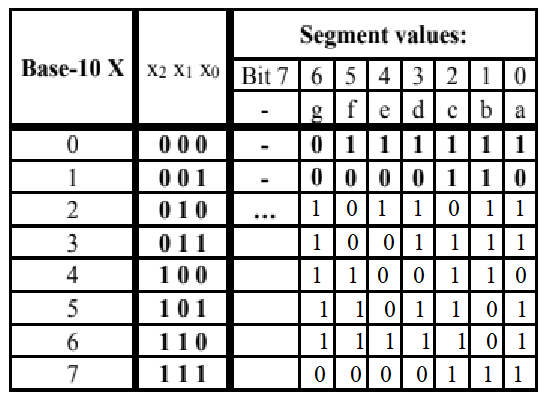 Segment values:
Base-10 X x2 x1 x0 Bit 7 6 5 4 3 2 1 0
- g f e d c b a
0 0 0 0 - 0 1 1 1 1 1 1
1 0 0 1 - 0 0 0 0 1 1 0
2 0 1 0 ... 1 0 1 1 0 1 1
3 0 1 1 1 0 0 1 1 1 1
4 1 0 0 1 1 0 0 1 1 0
5 1 0 1 1 1 0 1 1 0 1
6 1 1 0 1 1 1 1 1 0 1
7 1 1 1 0 0 0 0 1 1 1